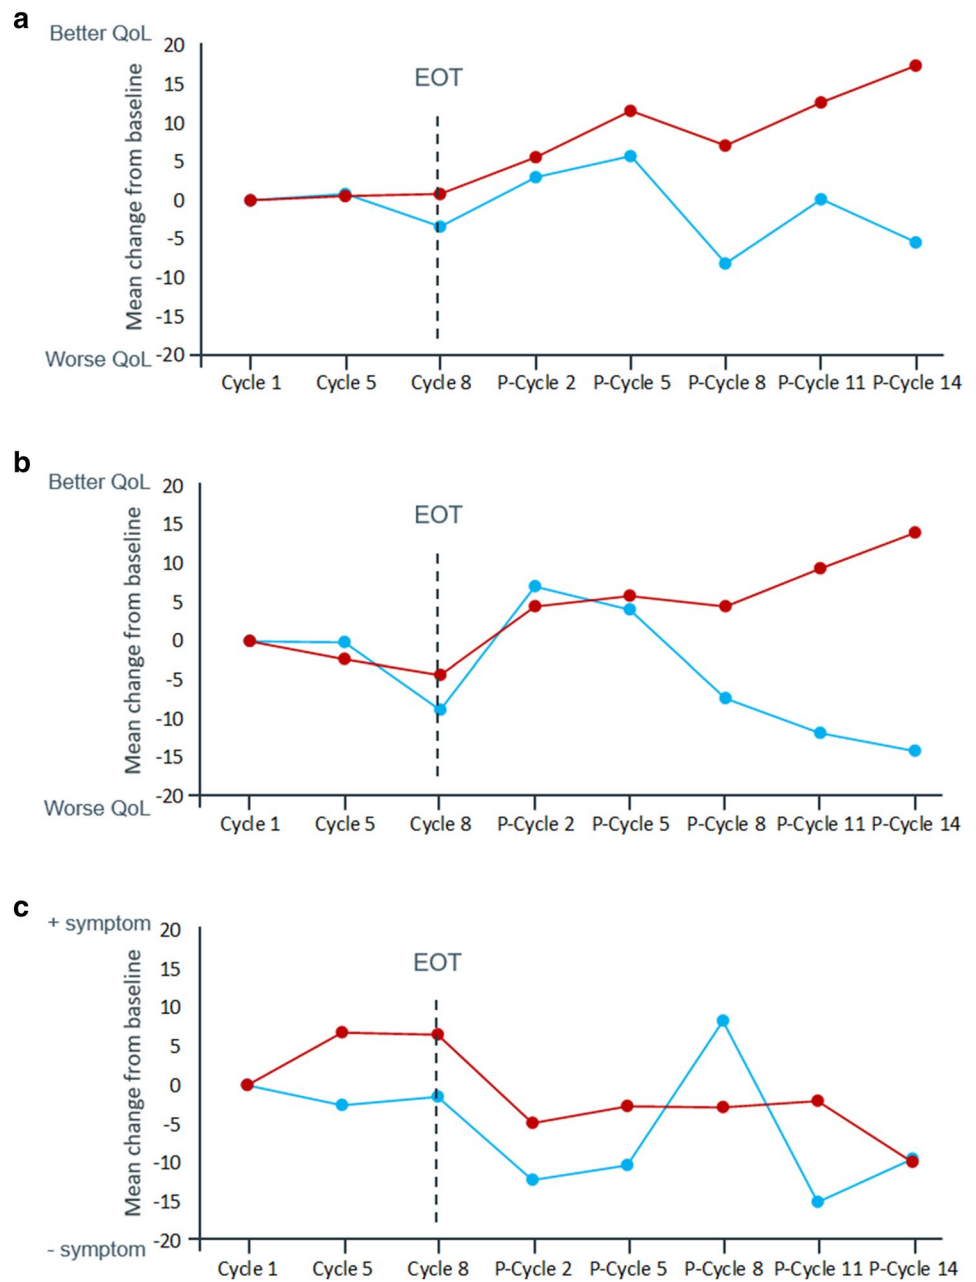 a
Better QoL
20
EOT
15
10
5
0
-5
-10
-15
-20
Worse QoL
Mean change from baseline
Cycle 1 Cycle 5 Cycle 8 P-Cycle 2 P-Cycle 5 P-Cycle 8 P-Cycle 11 P-Cycle 14
b
Better QoL
20
EOT
15
10
5
0
-5
-10
-15
-20
Worse QoL
Mean change from baseline
Cycle 1 Cycle 5 Cycle 8 P-Cycle 2 P-Cycle 5 P-Cycle 8 P-Cycle 11 P-Cycle 14
c
+ symptom
20
EOT
15
10
5
0
-5
-10
-15
-20
- symptom
Mean change from baseline
Cycle 1 Cycle 5 Cycle 8 P-Cycle 2 P-Cycle 5 P-Cycle 8 P-Cycle 11 P-Cycle 14